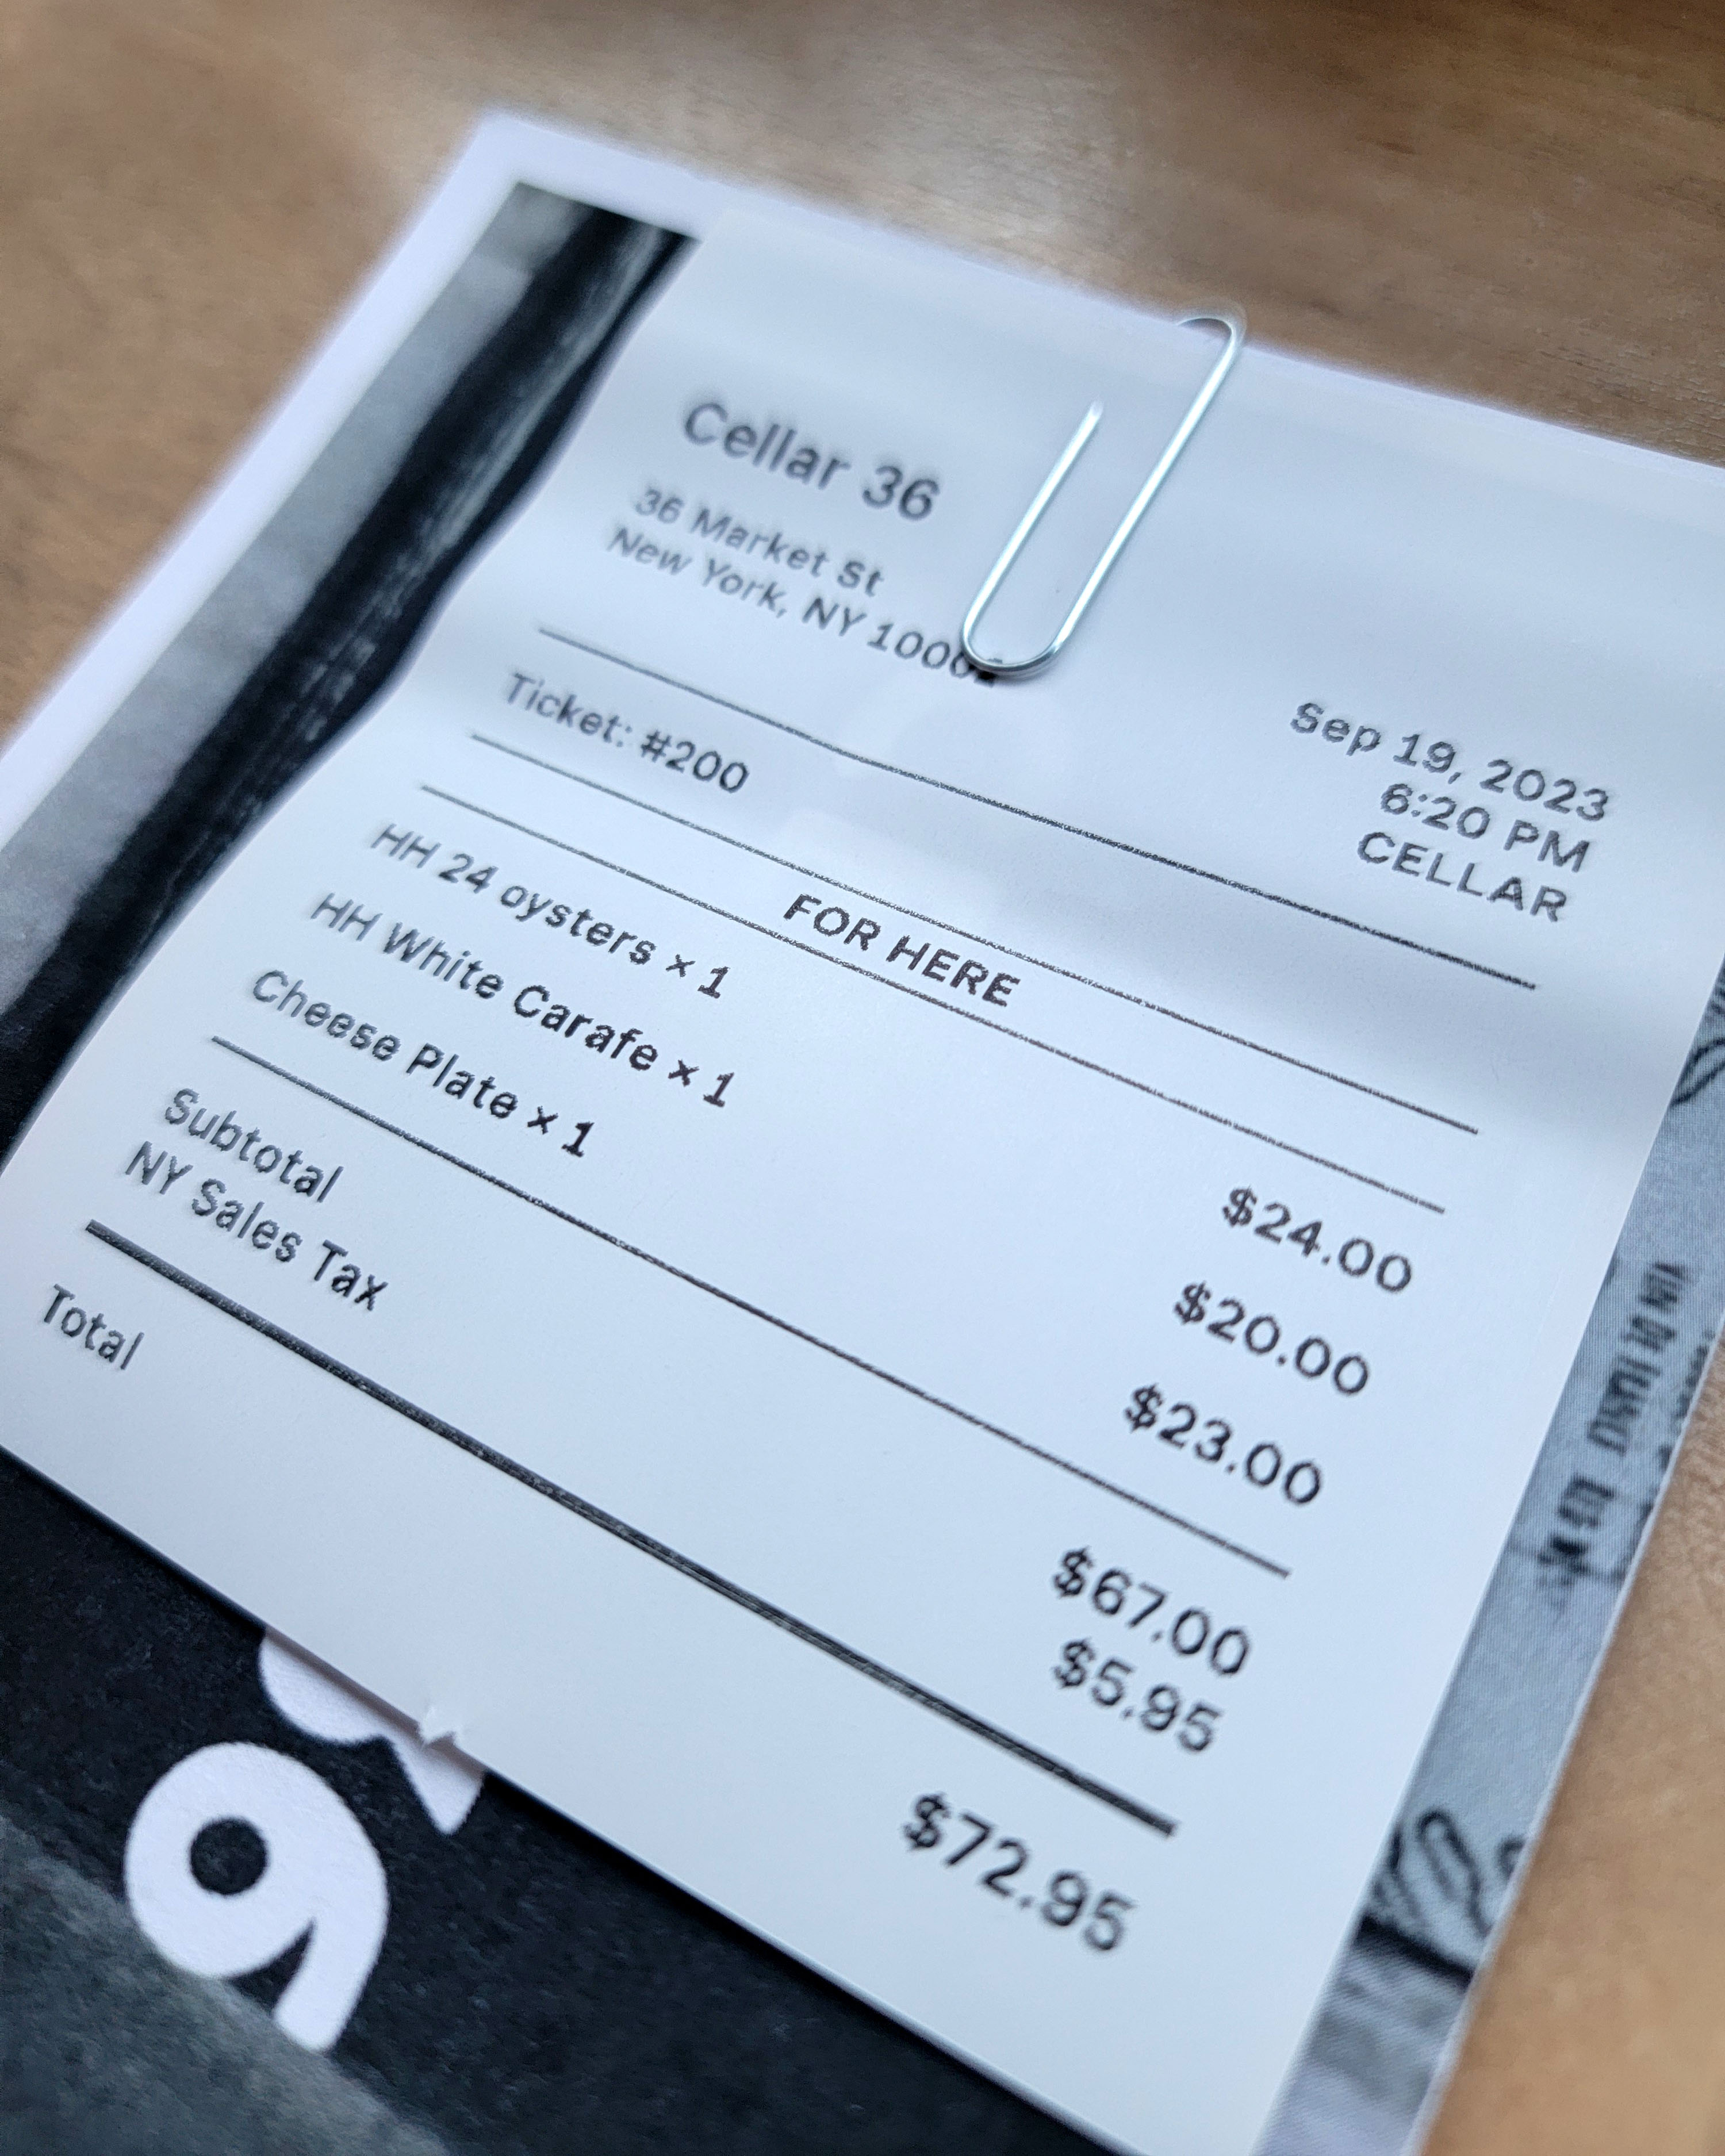 Cellar 36
36 Market St
New York, NY
Sep 19, 2023
6:20 PM
CELLAR
Ticket: #200
FOR HERE
HH 24 oysters × 1 $24.00
HH White Carafe × 1 $20.00
Cheese Plate × 1 $23.00
Subtotal $67.00
NY Sales Tax $5.95
Total $72.95